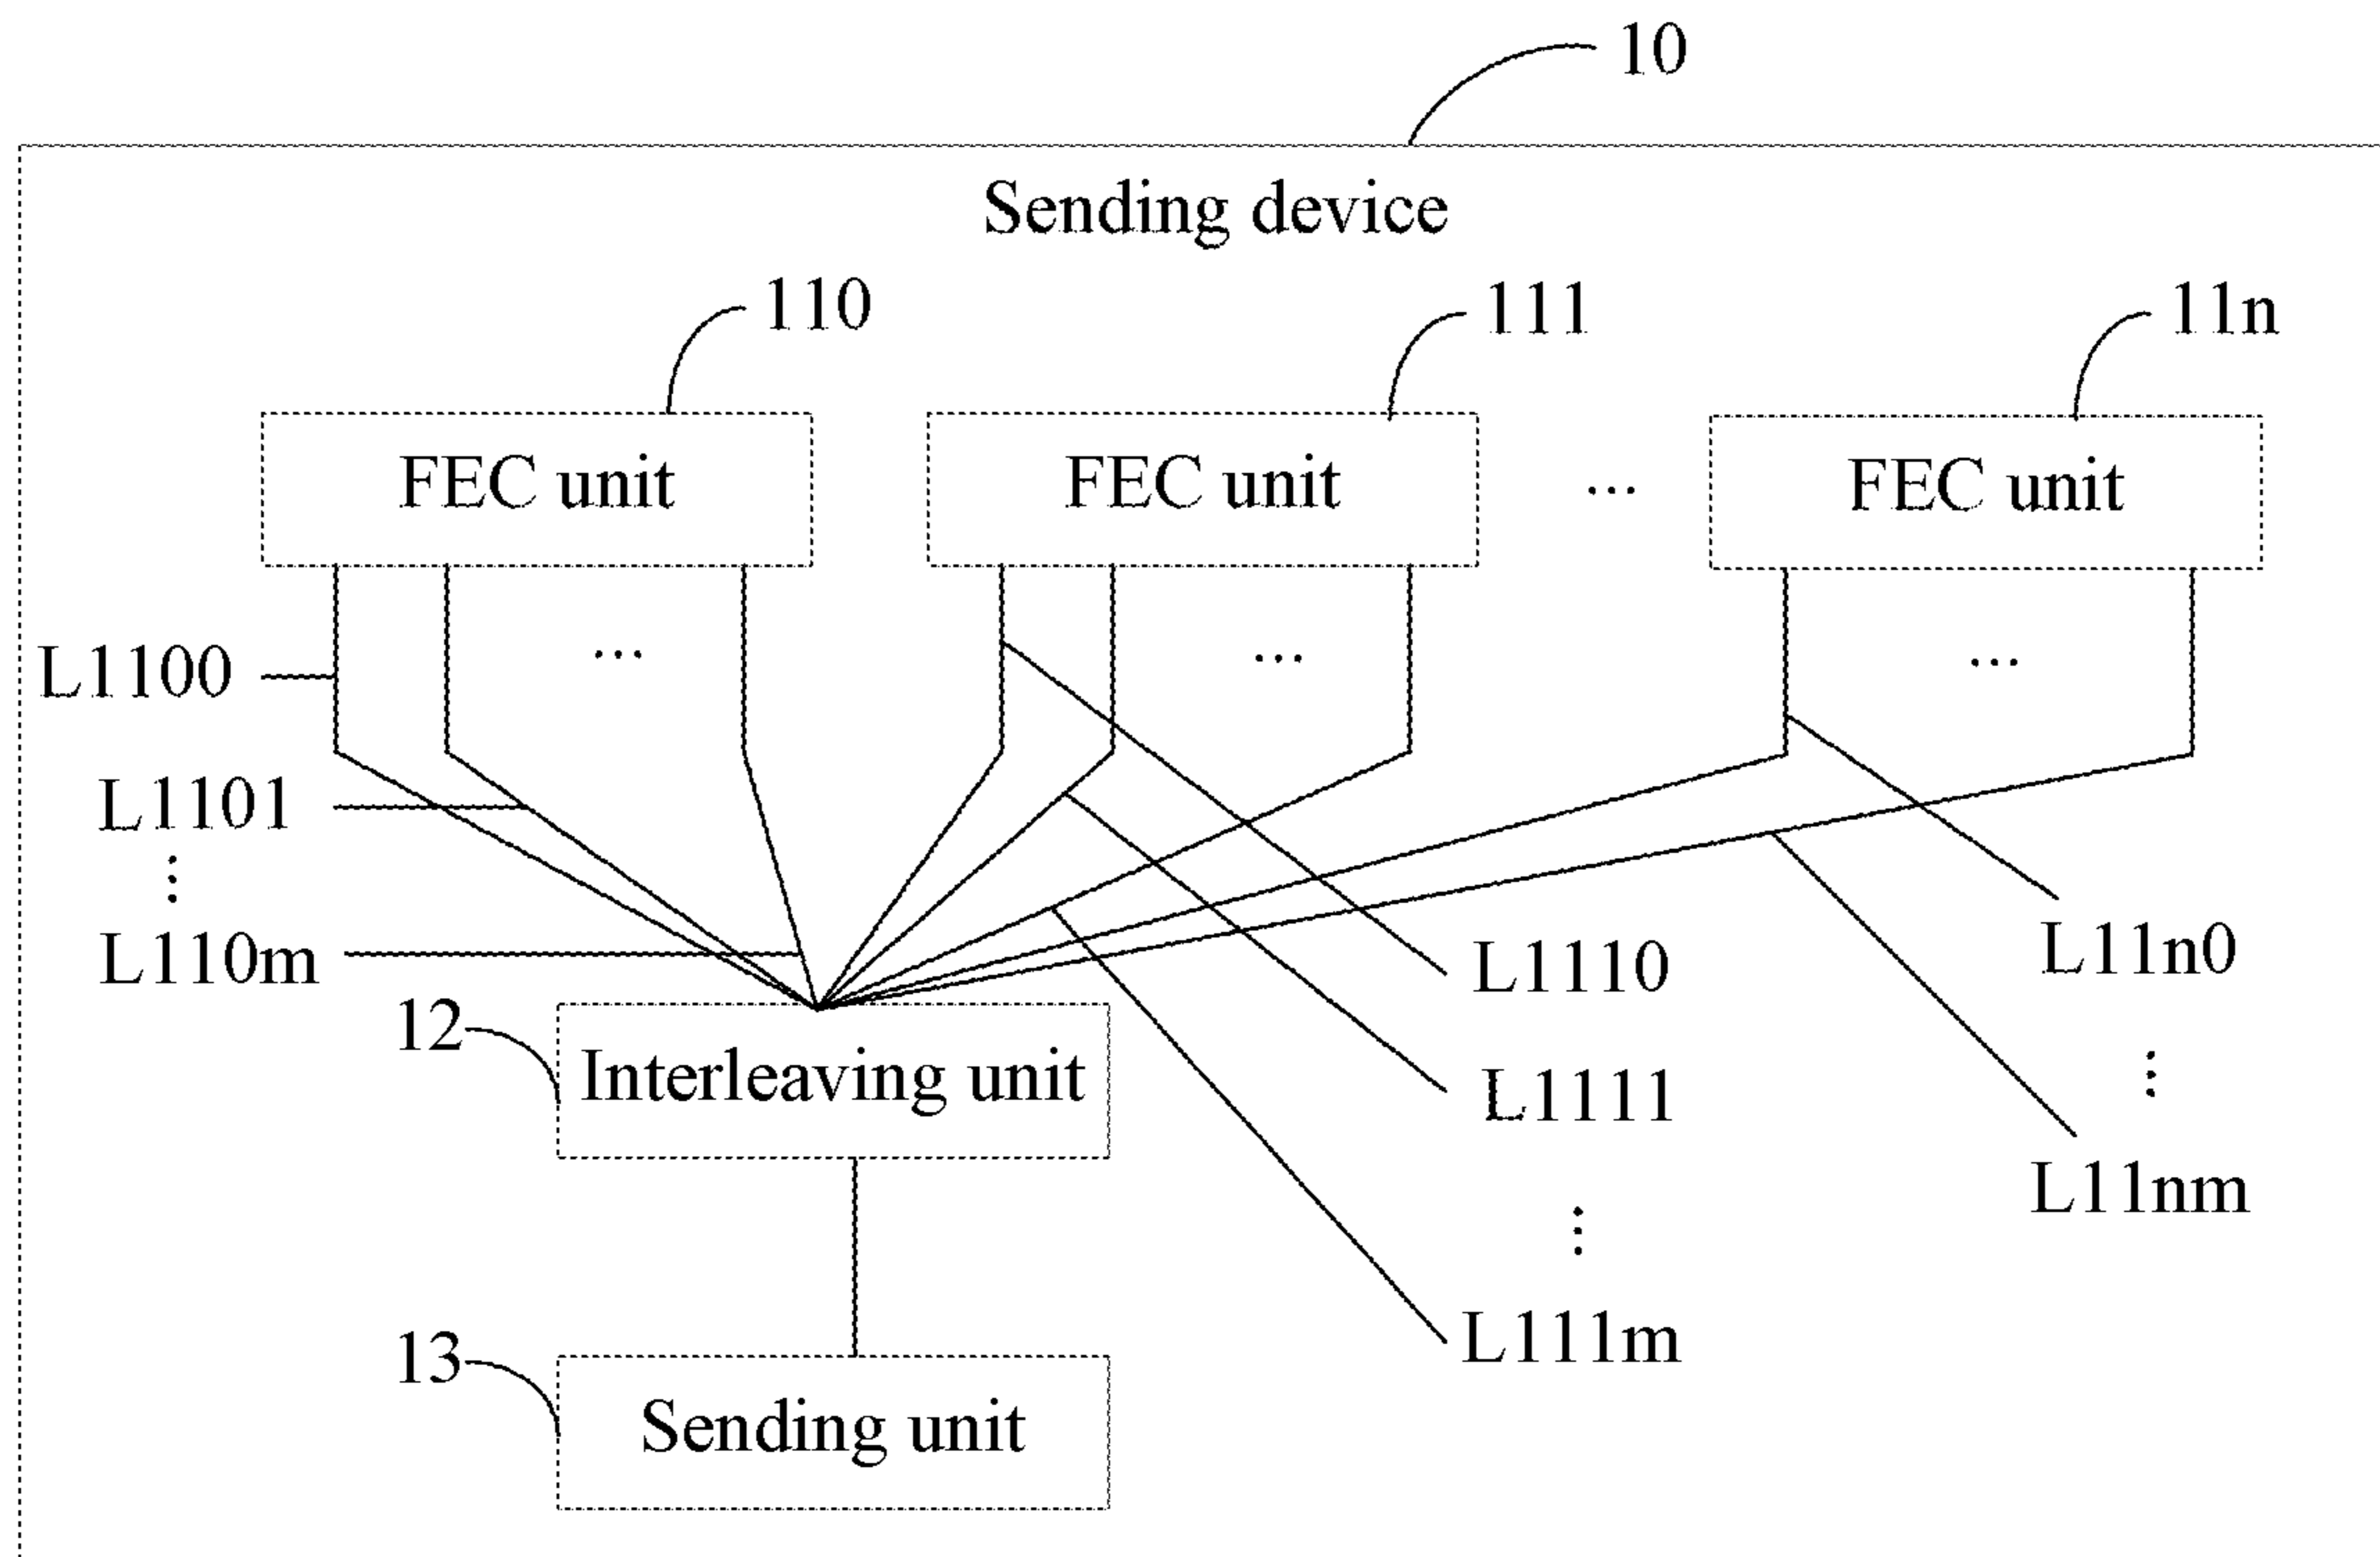 10
Sending device
110
111
11n
FEC unit
FEC unit
...
FEC unit
...
...
...
L1100
L1101
⋮
L110m
L1110
L11n0
12
Interleaving unit
L1111
⋮
L11nm
⋮
13
L111m
Sending unit